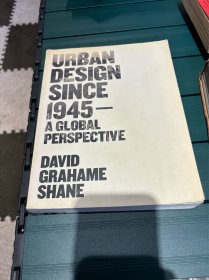 URBAN
DESIGN
SINCE
1945—
A GLOBAL
PERSPECTIVE
DAVID
GRAHAME
SHANE